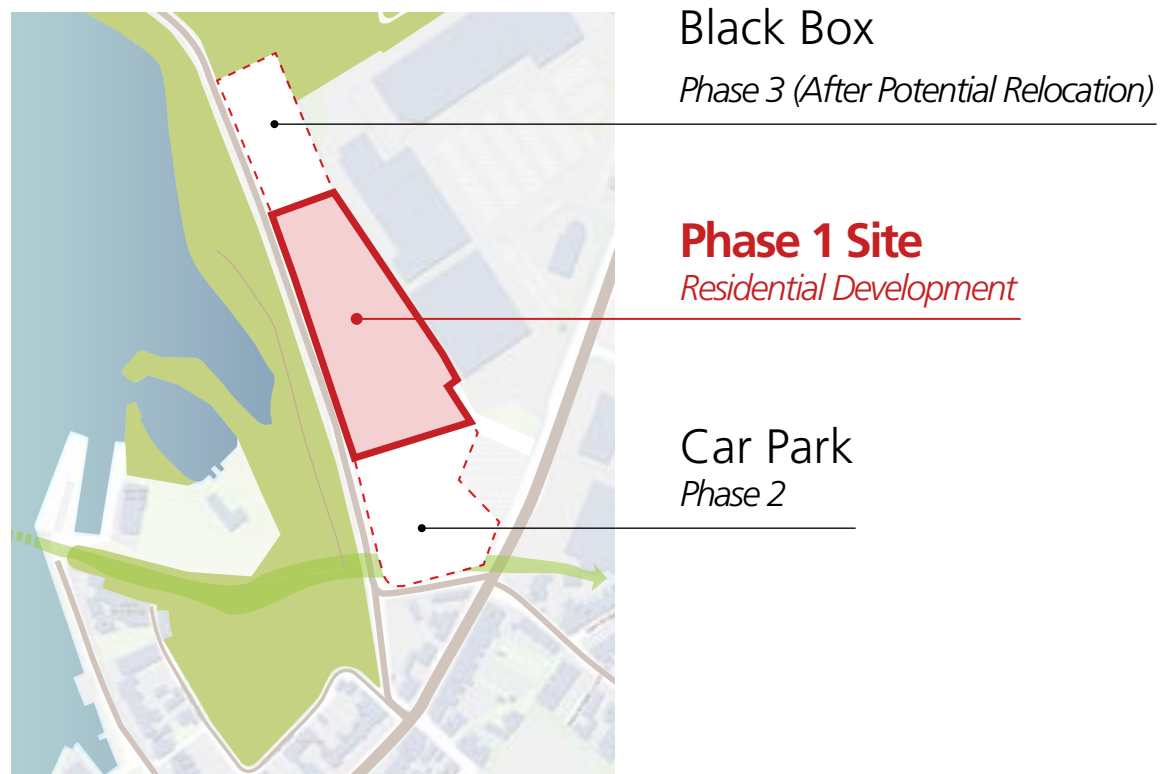 Black Box
Phase 3 (After Potential Relocation)
Phase 1 Site
Residential Development
Car Park
Phase 2